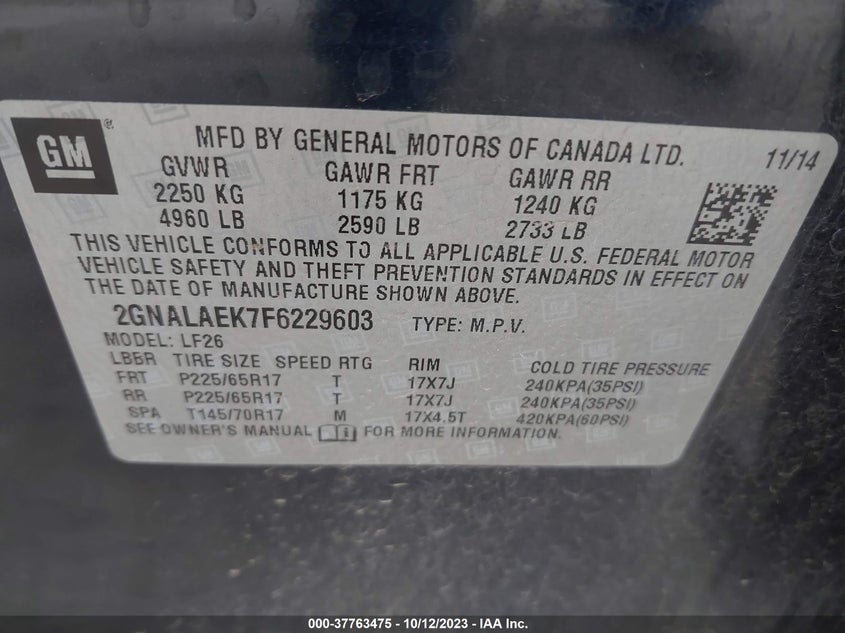 GM ®
MFD BY GENERAL MOTORS OF CANADA LTD. 11/14
GVWR GAWR FRT GAWR RR
2250 KG 1175 KG 1240 KG
4960 LB 2590 LB 2733 LB
THIS VEHICLE CONFORMS TO ALL APPLICABLE U.S. FEDERAL MOTOR
VEHICLE SAFETY AND THEFT PREVENTION STANDARDS IN EFFECT ON
THE DATE OF MANUFACTURE SHOWN ABOVE.
2GNALAEK7F6229603 TYPE: M.P.V.
MODEL: LF26
LBBR TIRE SIZE SPEED RTG RIM COLD TIRE PRESSURE
FRT P225/65R17 T 17X7J 240KPA(35PSI)
RR P225/65R17 T 17X7J 240KPA(35PSI)
SPA T145/70R17 M 17X4.5T 420KPA(60PSI)
SEE OWNER'S MANUAL FOR MORE INFORMATION.
000-37763475 - 10/12/2023 - IAA Inc.